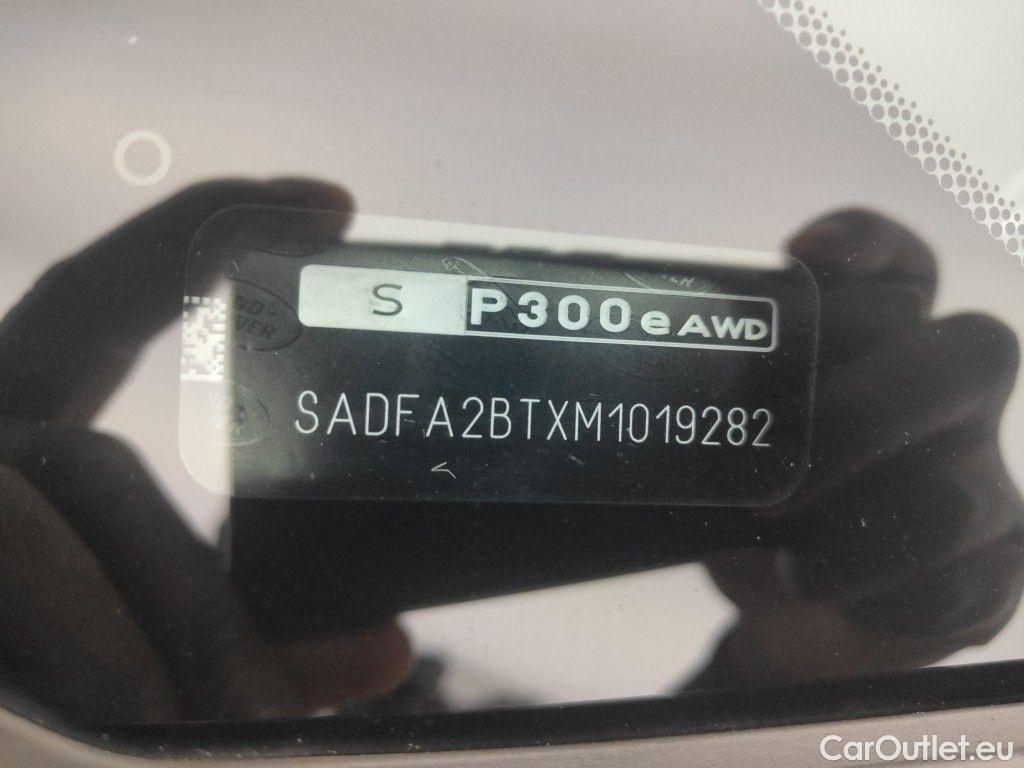 S P300e AWD
SADFA2BTXM1019282
CarOutlet.eu